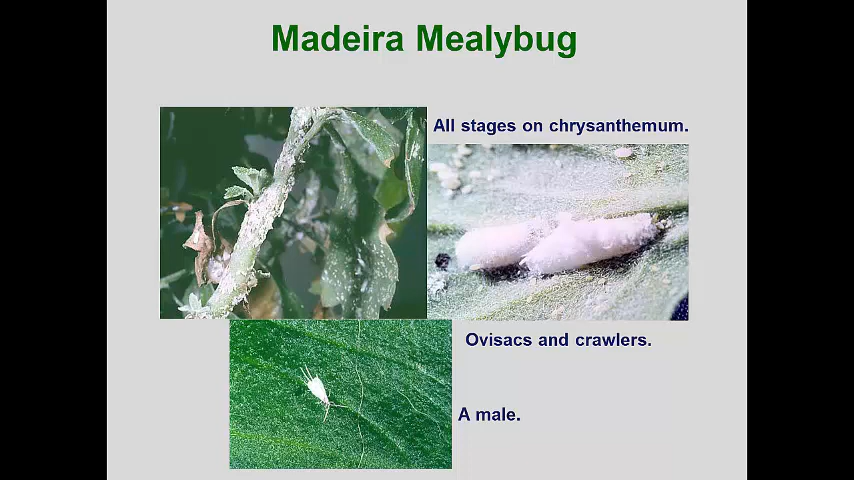 Madeira Mealybug
All stages on chrysanthemum.
Ovisacs and crawlers.
A male.